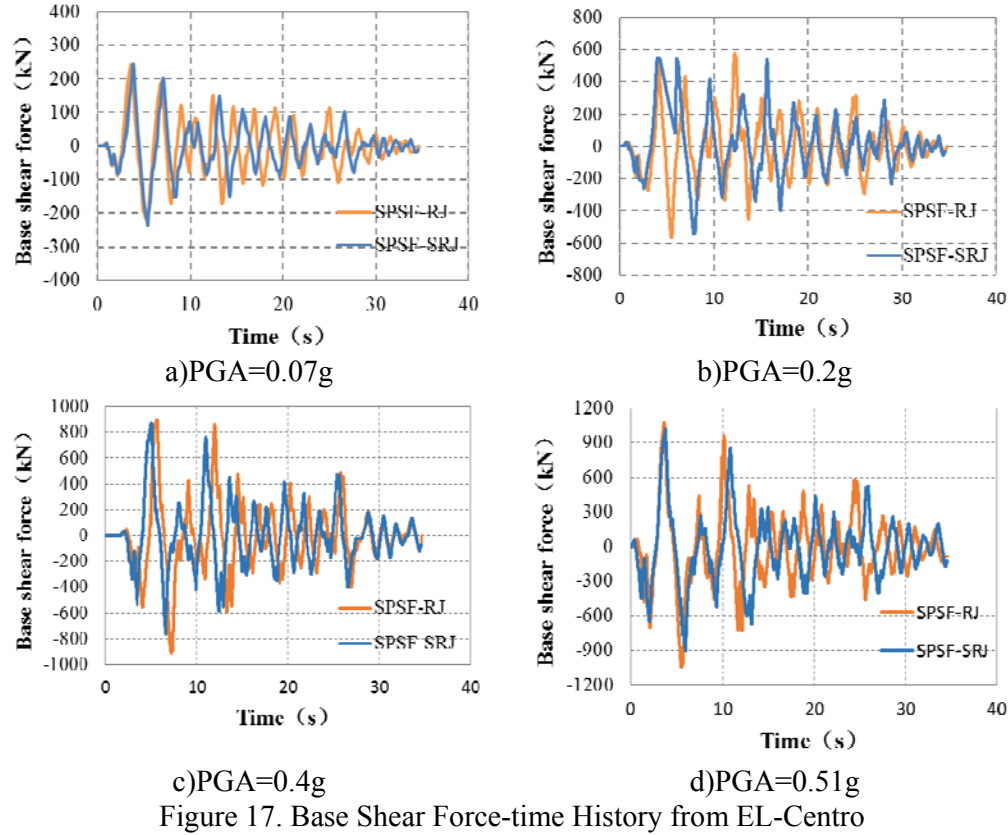 Base shear force（kN）
400
300
200
100
0
-100
-200
-300
-400
0
10
20
30
40
Time（s）
SPSF-RJ
SPSF-SRJ
a)PGA=0.07g
Base shear force（kN）
800
600
400
200
0
-200
-400
-600
-800
0
10
20
30
40
Time（s）
SPSF-RJ
SPSF-SRJ
b)PGA=0.2g
Base shear force（kN）
1000
800
600
400
200
0
-200
-400
-600
-800
-1000
0
10
20
30
40
Time（s）
SPSF-RJ
SPSF SRJ
c)PGA=0.4g
Base shear force（kN）
1200
900
600
300
0
-300
-600
-900
-1200
0
10
20
30
40
Time（s）
SPSF-RJ
SPSF-SRJ
d)PGA=0.51g
Figure 17. Base Shear Force-time History from EL-Centro